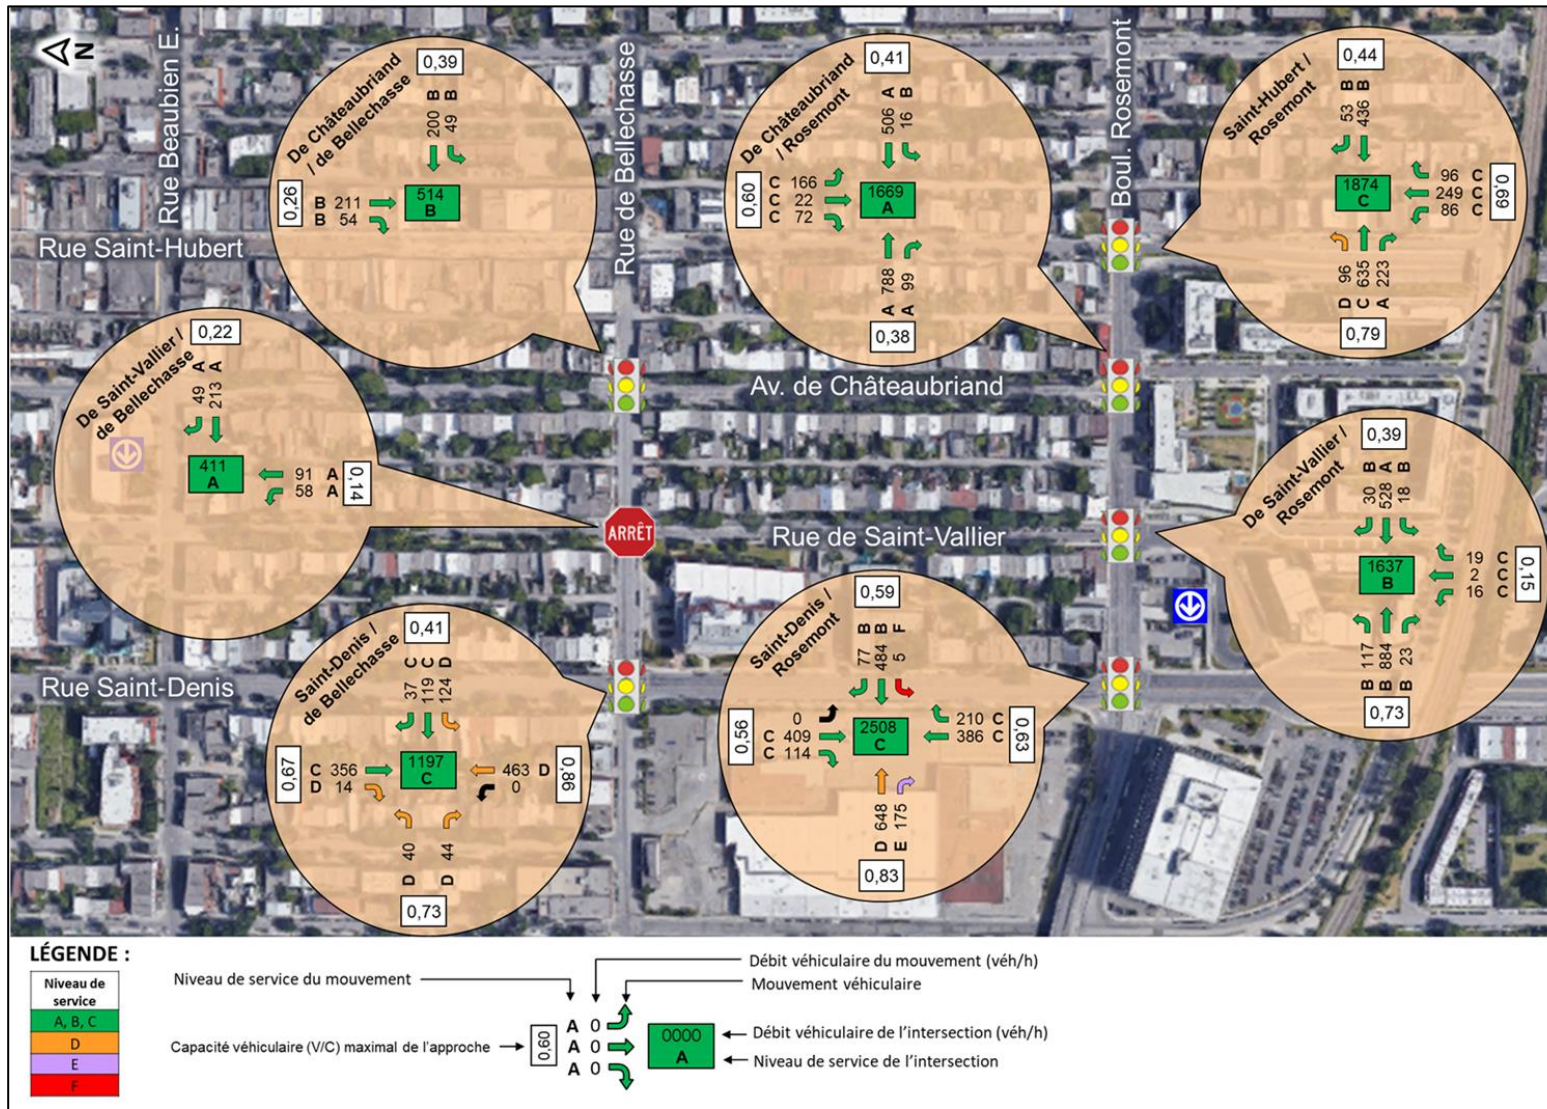 N
Rue Beaubien E.
Rue de Bellechasse
Boul. Rosemont
Rue Saint-Hubert
Av. de Châteaubriand
Rue de Saint-Vallier
Rue Saint-Denis
ARRÊT
De Châteaubriand
/ de Bellechasse
0,39
B B
200 49
0,26
B 211
B 54
514
B
De Châteaubriand
/ Rosemont
0,41
A B
506 16
0,60
C 166
C 22
C 72
1669
A
788 99
A A
0,38
Saint-Hubert /
Rosemont
0,44
B
53 436
1874
C
96 C
249 C
86 C
0,69
96 635 223
D C A
0,79
De Saint-Vallier /
de Bellechasse
0,22
A A
49 213
411
A
91 A
58 A
0,14
De Saint-Vallier /
Rosemont
0,39
B A B
30 528 18
1637
B
19 C
2 C
16 C
0,15
117 884 23
B B B
0,73
Saint-Denis /
de Bellechasse
0,41
C C D
37 119 124
0,67
C 356
D 14
1197
C
463 D
0
0,86
40 44
D D
0,73
Saint-Denis /
Rosemont
0,59
B B F
77 484 5
0,59
0
C 409
C 114
2508
C
210 C
386 C
0,63
648 175
D E
0,83
LÉGENDE :
Niveau de
service
A, B, C
D
E
F
Niveau de service du mouvement
Débit véhiculaire du mouvement (véh/h)
Mouvement véhiculaire
Capacité véhiculaire (V/C) maximal de l'approche
0,60
A 0
A 0
A 0
0000
A
Débit véhiculaire de l'intersection (véh/h)
Niveau de service de l'intersection